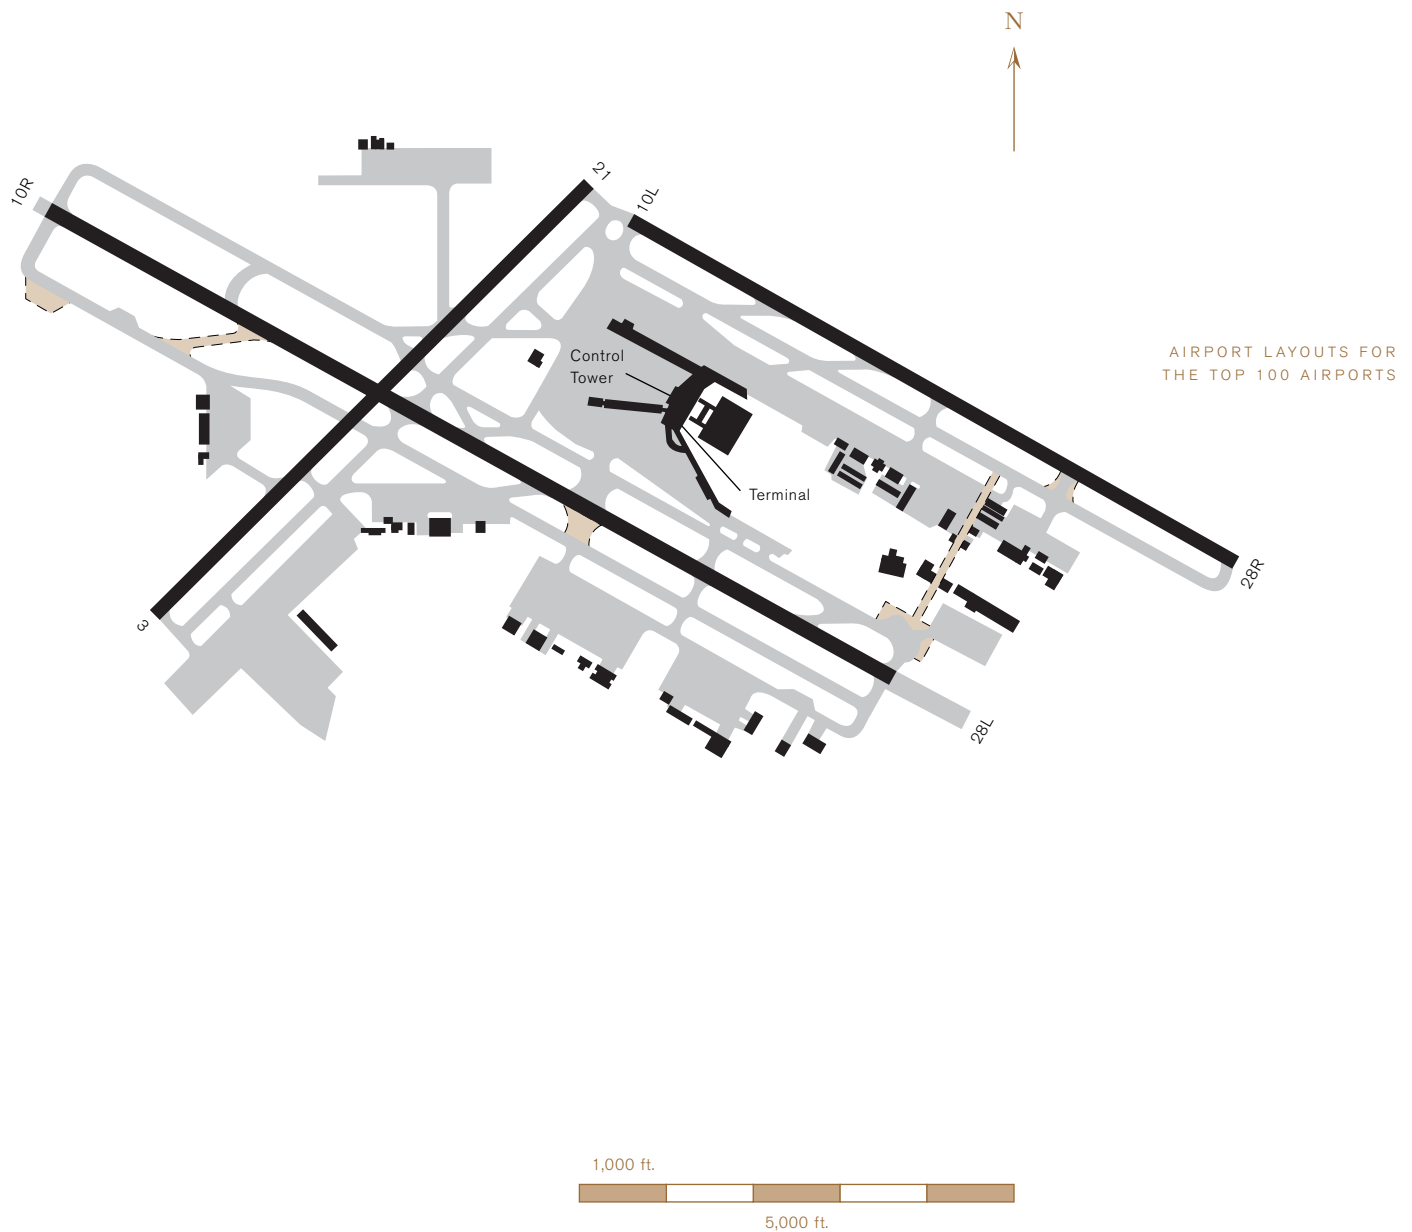 N
21
10L
10R
Control
Tower
AIRPORT LAYOUTS FOR
THE TOP 100 AIRPORTS
Terminal
28R
3
28L
1,000 ft.
5,000 ft.